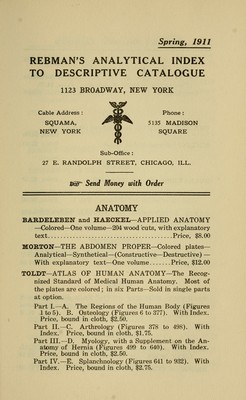 Spring, 1911
REBMAN'S ANALYTICAL INDEX
TO DESCRIPTIVE CATALOGUE
1123 BROADWAY, NEW YORK
Cable Address:
SQUAMA,
NEW YORK
Phone:
5135 MADISON
SQUARE
Sub-Office:
27 E. RANDOLPH STREET, CHICAGO, ILL.
☞ Send Money with Order
ANATOMY
BARDELEBEN and HAECKEL—APPLIED ANATOMY
—Colored—One volume—204 wood cuts, with explanatory
text........................................Price, $6.00
MORTON—THE ABDOMEN PROPER—Colored plates—
Analytical—Synthetical—(Constructive—Destructive)—
With explanatory text—One volume.......Price, $12.00
TOLDT—ATLAS OF HUMAN ANATOMY—The Recog-
nized Standard of Medical Human Anatomy. Most of
the plates are colored; in six Parts—Sold in single parts
at option.
Part I.—A. The Regions of the Human Body (Figures
1 to 5). B. Osteology (Figures 6 to 377). With Index.
Price, bound in cloth, $2.50.
Part II.—C. Arthrology (Figures 378 to 498). With
Index. Price, bound in cloth, $1.75.
Part III.—D. Myology, with a Supplement on the An-
atomy of Hernia (Figures 499 to 640). With Index.
Price, bound in cloth, $2.50.
Part IV.—E. Splanchnology (Figures 641 to 932). With
Index. Price, bound in cloth, $2.75.